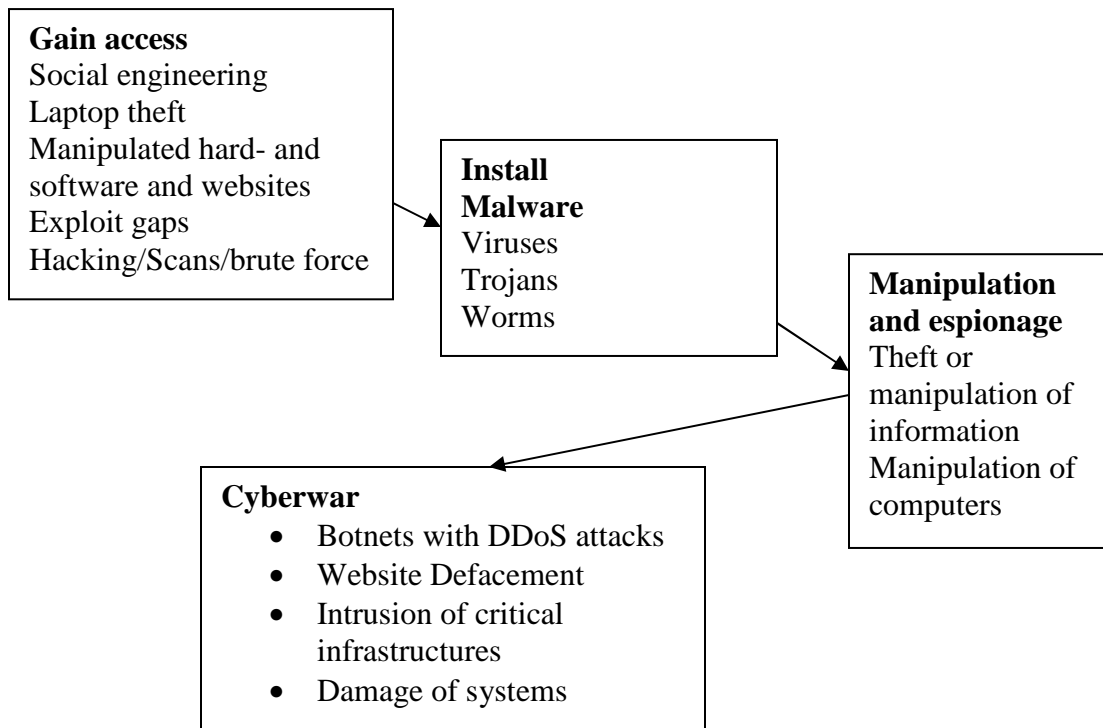 Gain access
Social engineering
Laptop theft
Manipulated hard- and
software and websites
Exploit gaps
Hacking/Scans/brute force
Install
Malware
Viruses
Trojans
Worms
Manipulation
and espionage
Theft or
manipulation of
information
Manipulation of
computers
Cyberwar
• Botnets with DDoS attacks
• Website Defacement
• Intrusion of critical
infrastructures
• Damage of systems